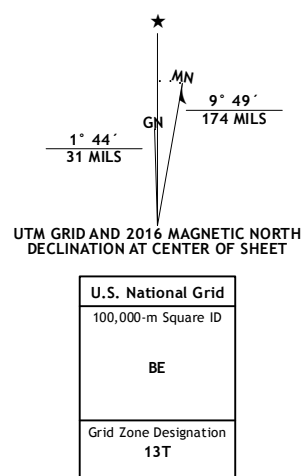 ★
MN
GN
9° 49´
174 MILS
1° 44´
31 MILS
UTM GRID AND 2016 MAGNETIC NORTH
DECLINATION AT CENTER OF SHEET
U.S. National Grid
100,000-m Square ID
BE
Grid Zone Designation
13T